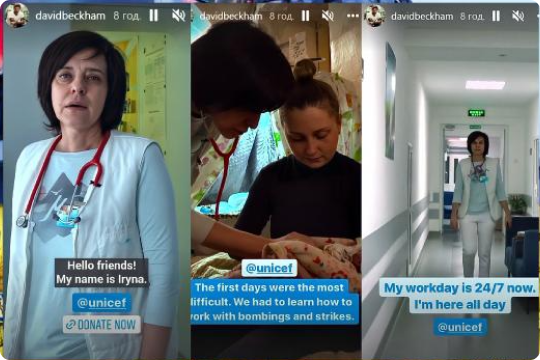 davidbeckham 8 год.
Hello friends!
My name is Iryna.
@unicef
DONATE NOW
davidbeckham 8 год.
@unicef
The first days were the most
difficult. We had to learn how to
work with bombings and strikes.
davidbeckham 8 год.
My workday is 24/7 now.
I'm here all day
@unicef